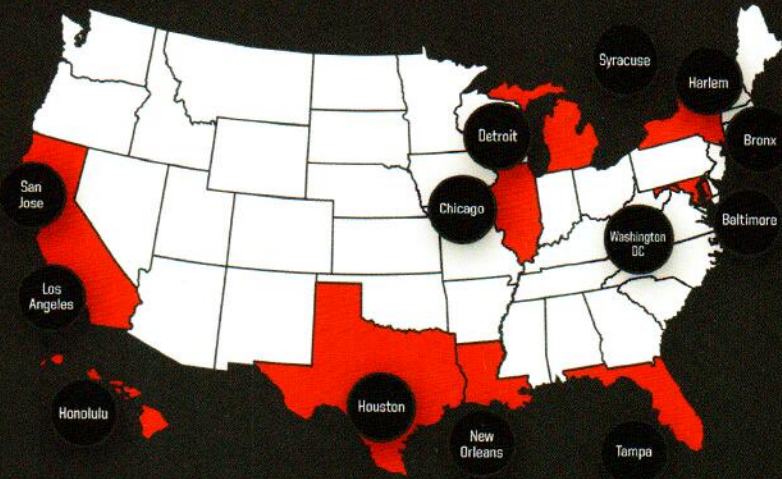 Syracuse
Harlem
Detroit
Bronx
San
Jose
Chicago
Baltimore
Washington
DC
Los
Angeles
Honolulu
Houston
New
Orleans
Tampa